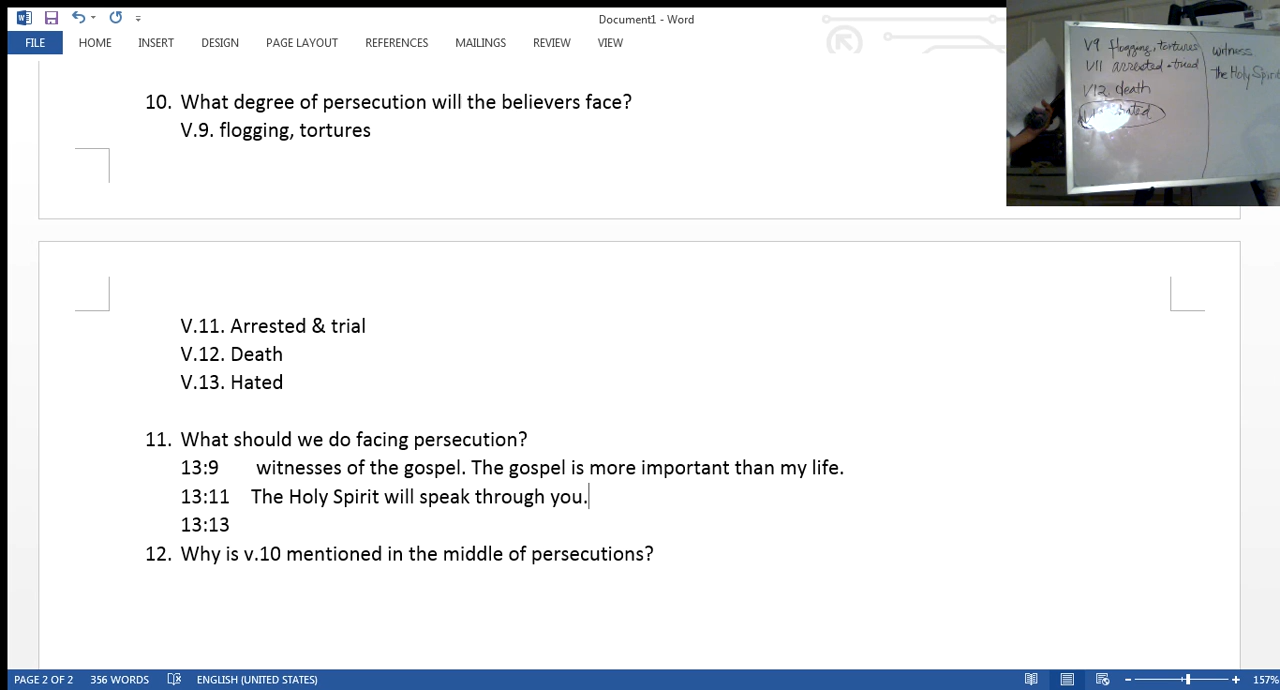 Document1 - Word
FILE HOME INSERT DESIGN PAGE LAYOUT REFERENCES MAILINGS REVIEW VIEW
10. What degree of persecution will the believers face?
V.9. flogging, tortures
V.11. Arrested & trial
V.12. Death
V.13. Hated
11. What should we do facing persecution?
13:9 witnesses of the gospel. The gospel is more important than my life.
13:11 The Holy Spirit will speak through you.
13:13
12. Why is v.10 mentioned in the middle of persecutions?
V9 flogging, tortures
V11 arrested
V12. death
hated
witness
the Holy Spirit
PAGE 2 OF 2 356 WORDS ENGLISH (UNITED STATES) 157%